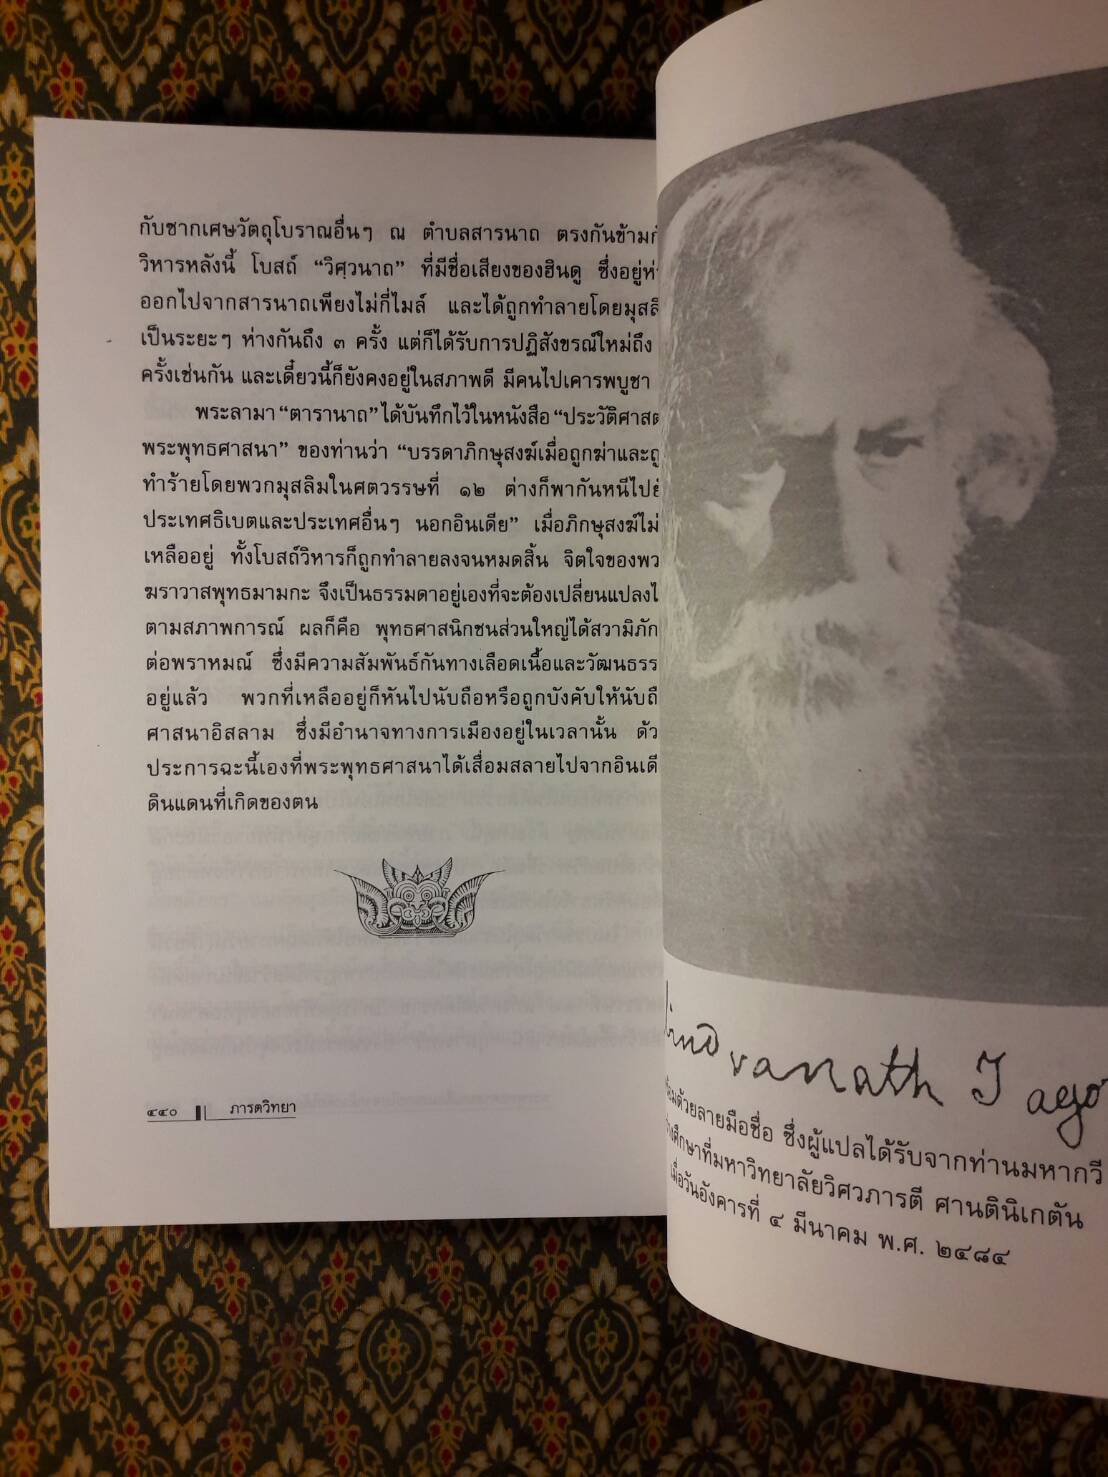 กับซากเศษวัตถุโบราณอื่นๆ ณ ตำบลสารนาถ ตรงกันข้าม
วิหารหลังนี้ โบสถ์ “วิศฺวนาถ” ที่มีชื่อเสียงของฮินดู ซึ่งอยู่
ออกไปจากสารนาถเพียงไม่กี่ไมล์ และได้ถูกทำลายโดย
เป็นระยะๆ ห่างกันถึง ๓ ครั้ง แต่ก็ได้รับการปฏิสังขรณ์ใหม่ถึง
ครั้งเช่นกัน และเดี๋ยวนี้ก็ยังคงอยู่ในสภาพดี มีคนไปเคารพบูชา
พระลามา “ตารานาถ” ได้บันทึกไว้ในหนังสือ
พระพุทธศาสนา” ของท่านว่า “บรรดาภิกษุสงฆ์เมื่อถูกฆ่าและ
ทำร้ายโดยพวกมุสลิมในศตวรรษที่ ๑๒ ต่างก็พากันหนีไป
ประเทศธิเบตและประเทศอื่นๆ นอกอินเดีย” เมื่อภิกษุสงฆ์ไม่
เหลืออยู่ ทั้งโบสถ์วิหารก็ถูกทำลายลงจนหมดสิ้น จิตใจของ
ฆราวาสพุทธมามกะ จึงเป็นธรรมดาอยู่เองที่จะต้องเปลี่ยนแปลง
ตามสภาพการณ์ ผลก็คือ พุทธศาสนิกชนส่วนใหญ่ได้สวามิภัก
ต่อพราหมณ์ ซึ่งมีความสัมพันธ์กันทางเลือดเนื้อและวัฒนธรร
อยู่แล้ว พวกที่เหลืออยู่ก็หันไปนับถือหรือถูกบังคับให้นับถื
ศาสนาอิสลาม ซึ่งมีอำนาจทางการเมืองอยู่ในเวลานั้น ด้ว
ประการฉะนี้เองที่พระพุทธศาสนาได้เสื่อมสลายไปจากอินเดี
ดินแดนที่เกิดของตน
๔๔๐ ภารตวิทยา
ranath Tago
ด้วยลายมือชื่อ ซึ่งผู้แปลได้รับจากท่านมหากวี
ศึกษาที่มหาวิทยาลัยวิศวภารตี ศานตินิเกตัน
เมื่อวันอังคารที่ ๔ มีนาคม พ.ศ. ๒๔๘๔